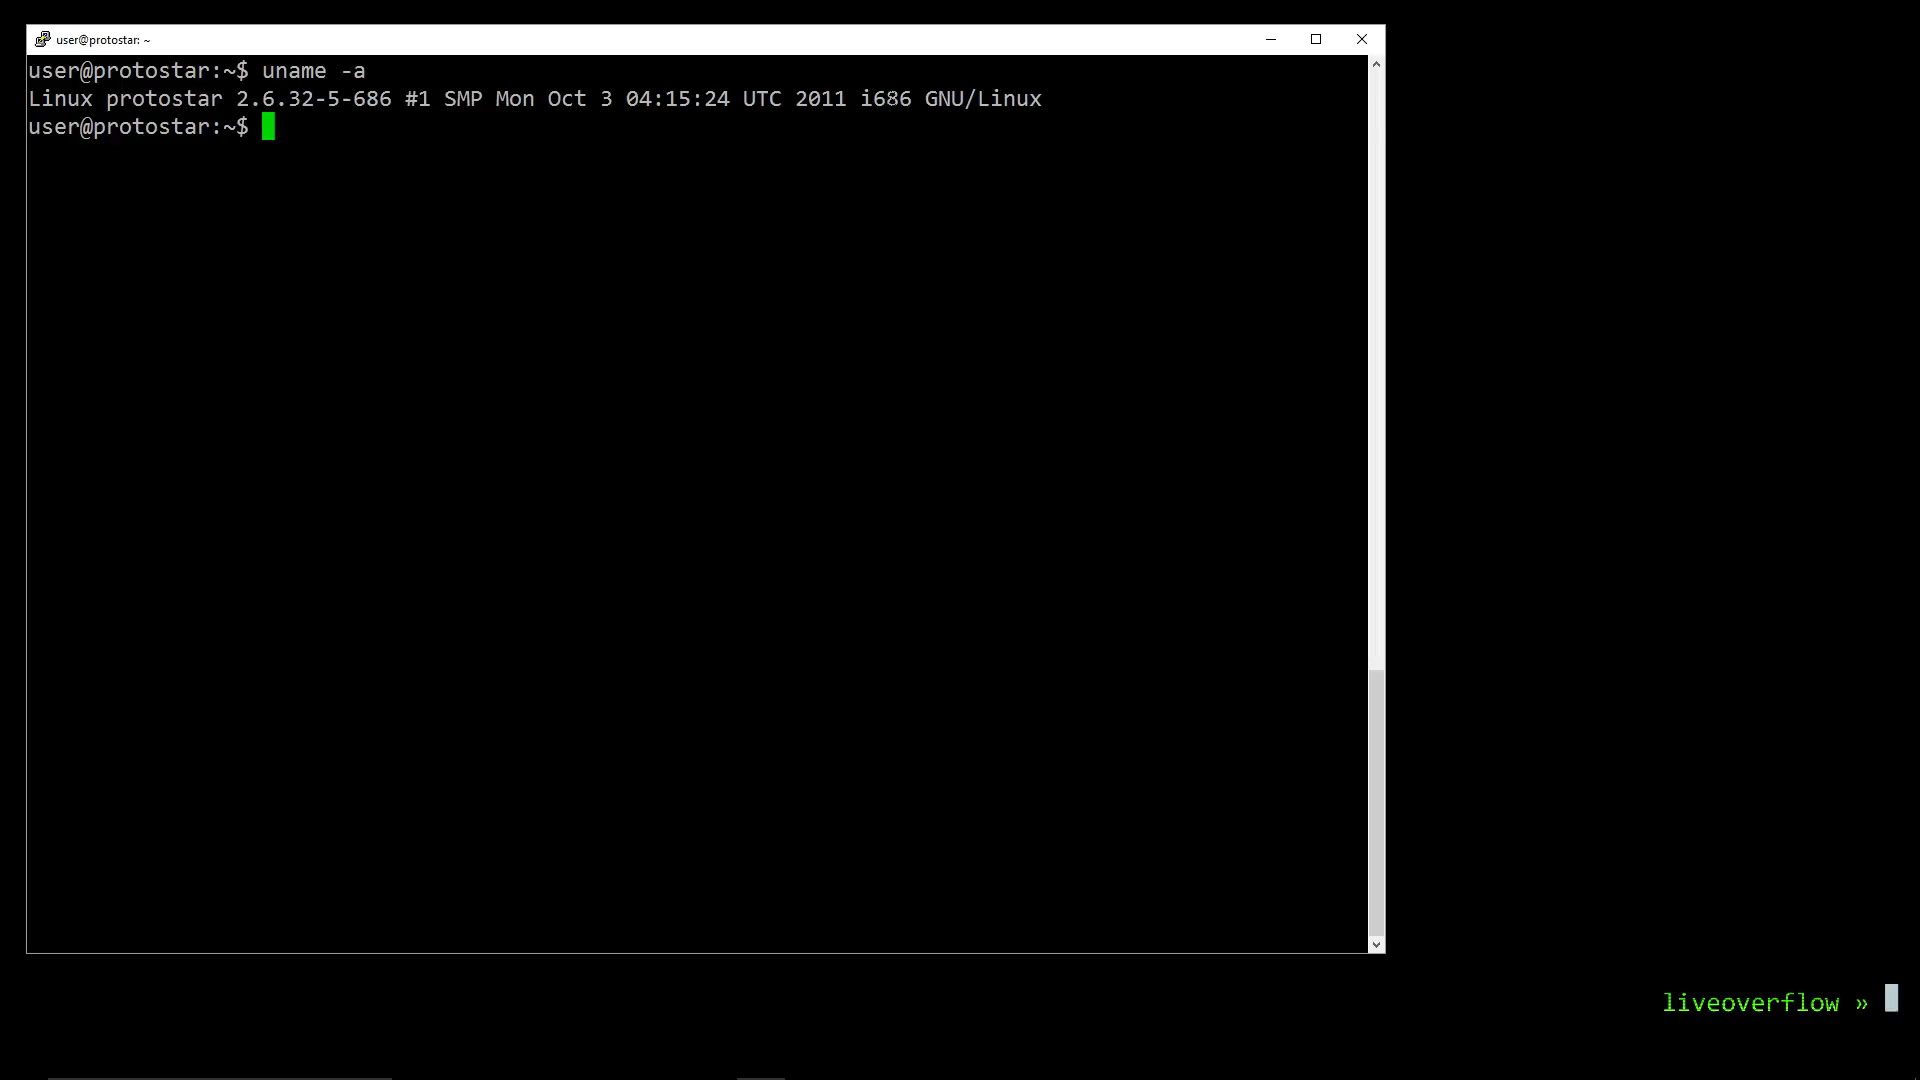 user@protostar: ~
user@protostar:~$ uname -a
Linux protostar 2.6.32-5-686 #1 SMP Mon Oct 3 04:15:24 UTC 2011 i686 GNU/Linux
user@protostar:~$
liveoverflow »